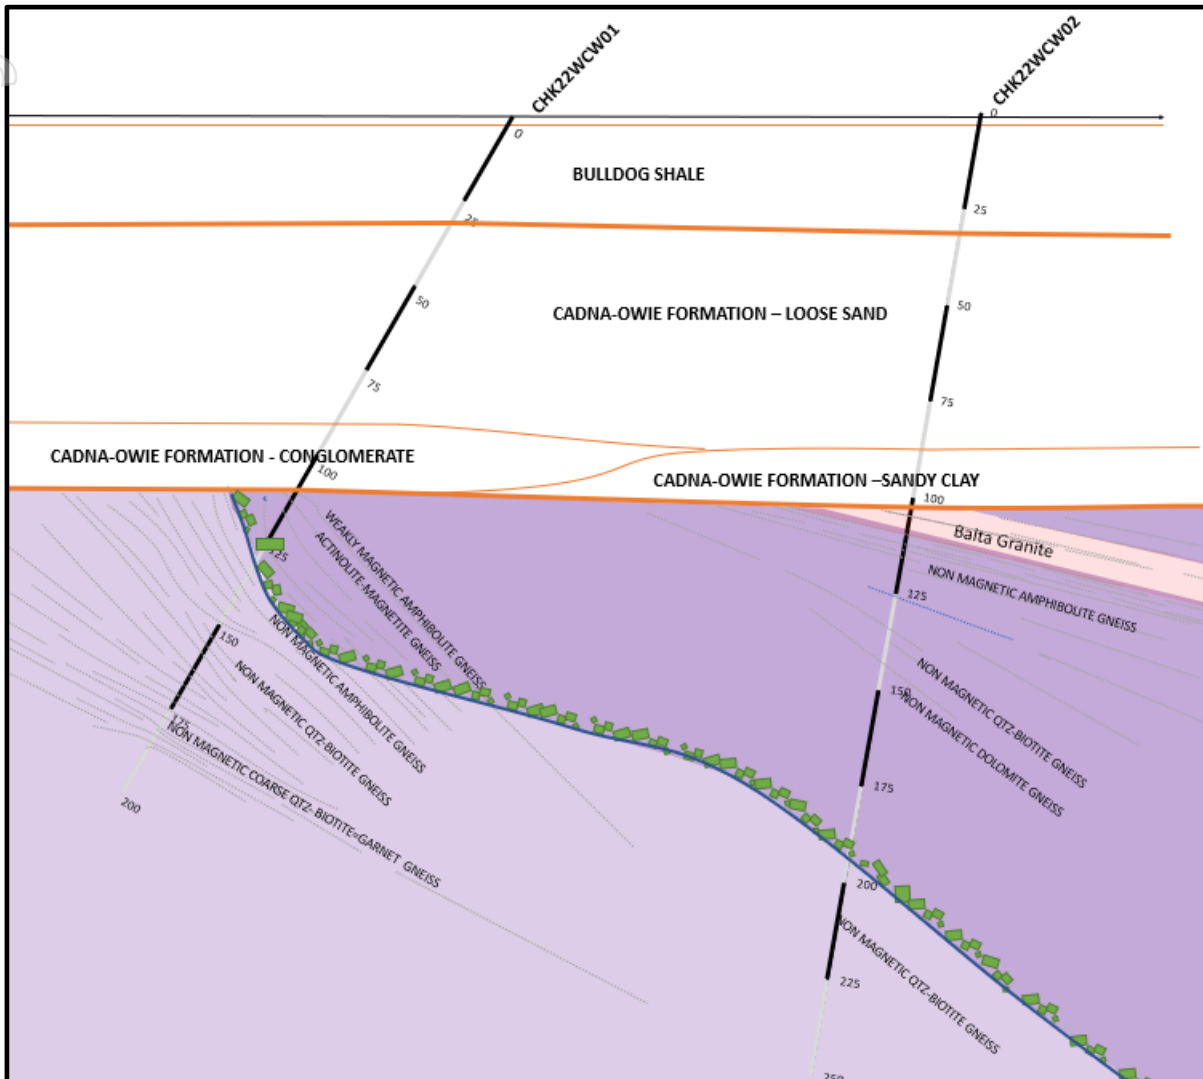 CHK22WCW01
CHK22WCW02
0
0
BULLDOG SHALE
25
25
50
50
CADNA-OWIE FORMATION – LOOSE SAND
75
75
CADNA-OWIE FORMATION - CONGLOMERATE
100
CADNA-OWIE FORMATION –SANDY CLAY
100
WEAKLY MAGNETIC AMPHIBOLITE GNEISS
ACTINOLITE-MAGNETITE GNEISS
Balta Granite
125
NON MAGNETIC AMPHIBOLITE GNEISS
125
NON MAGNETIC AMPHIBOLITE GNEISS
150
NON MAGNETIC QTZ-BIOTITE GNEISS
NON MAGNETIC QTZ-BIOTITE GNEISS
150
NON MAGNETIC DOLOMITE GNEISS
175
NON MAGNETIC COARSE QTZ- BIOTITE=GARNET GNEISS
175
200
200
NON MAGNETIC QTZ-BIOTITE GNEISS
225
250